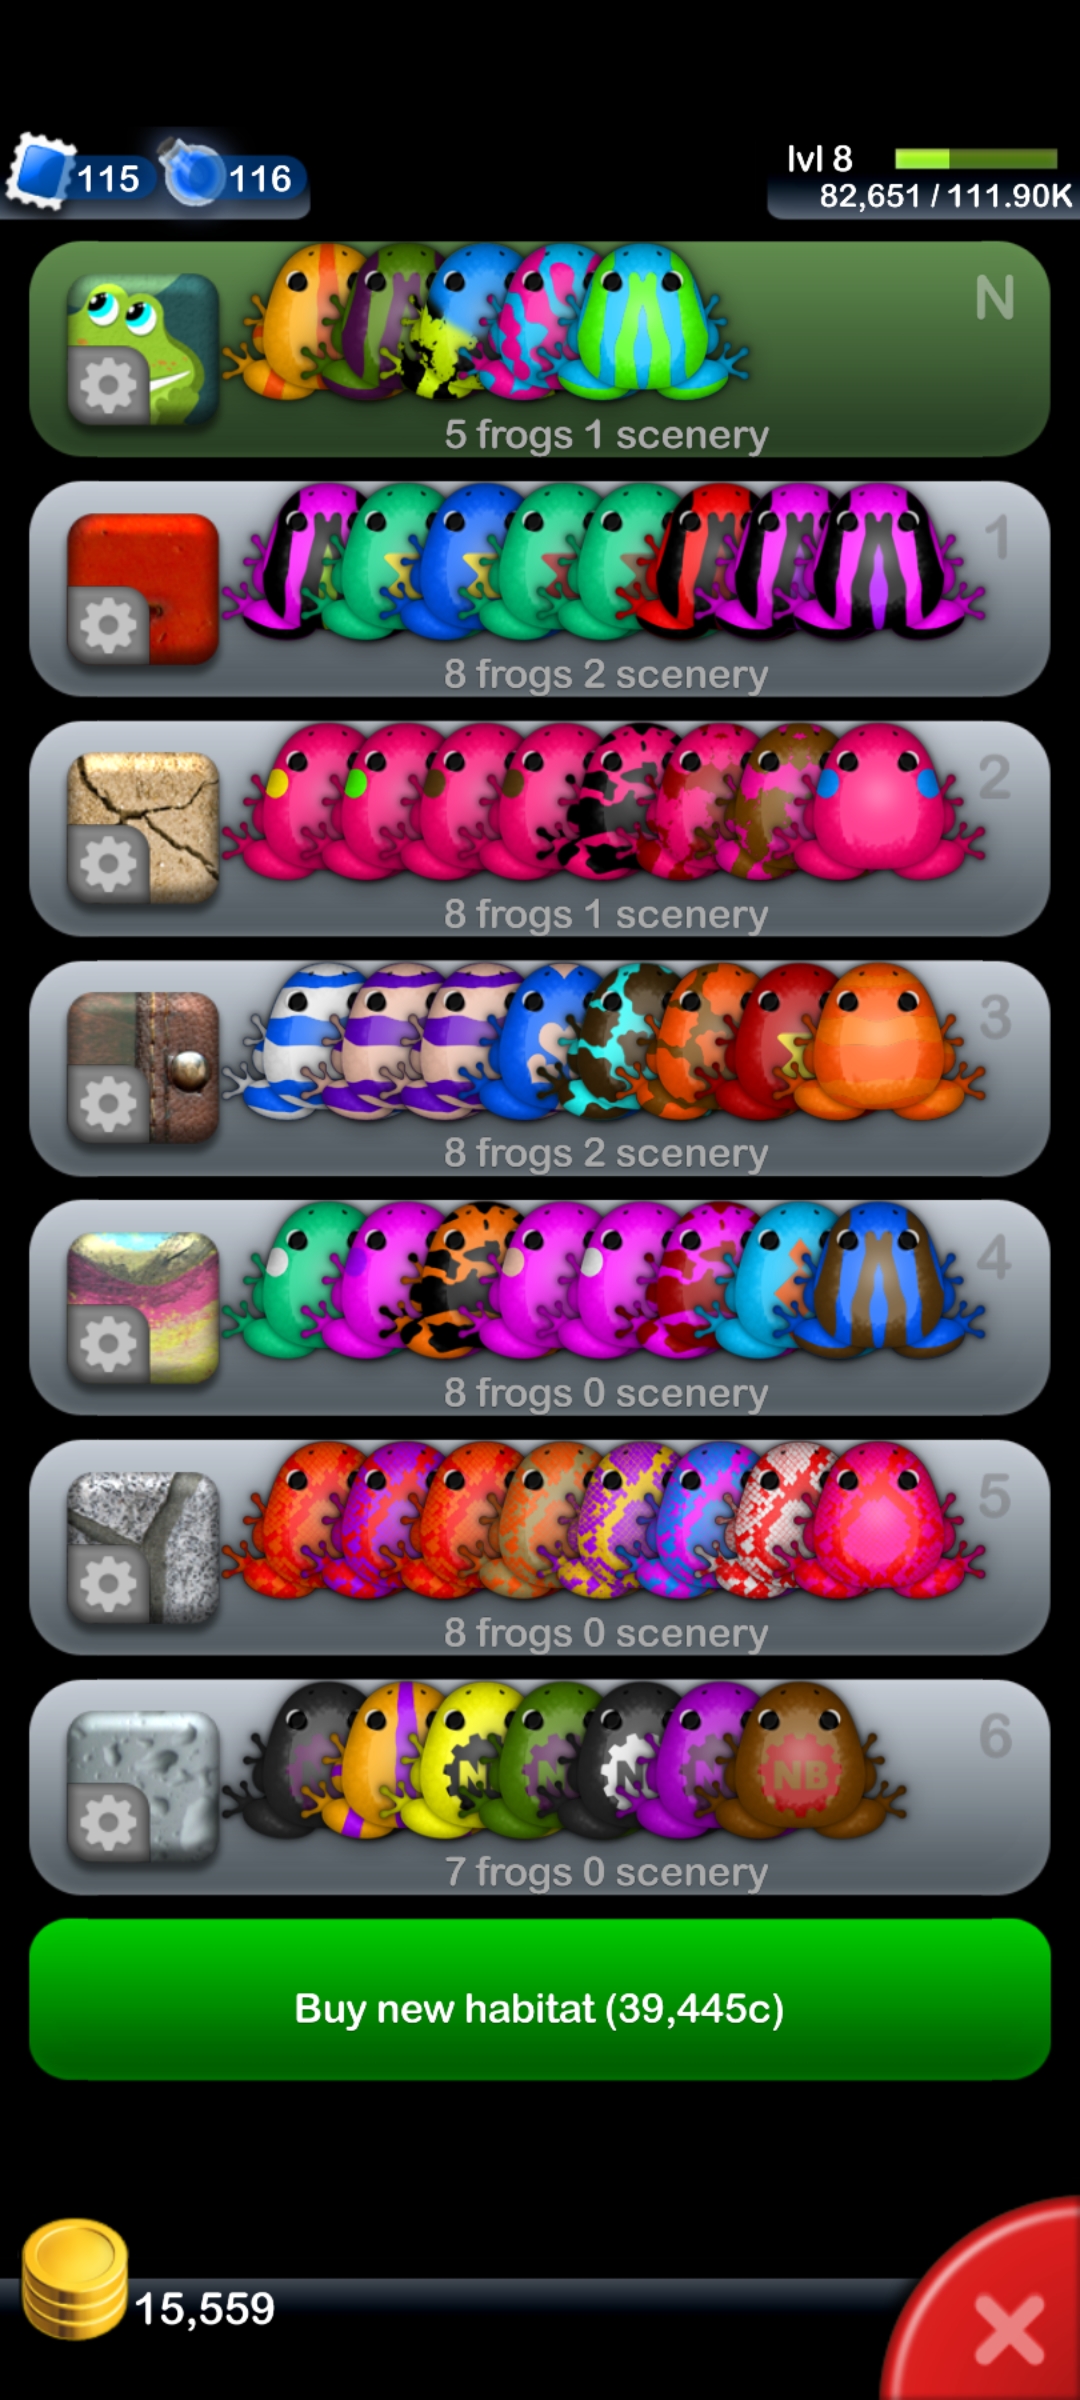 115 116
lvl 8
82,651 / 111.90K
N
5 frogs 1 scenery
1
8 frogs 2 scenery
2
8 frogs 1 scenery
3
8 frogs 2 scenery
4
8 frogs 0 scenery
5
8 frogs 0 scenery
6
N N N N NB
7 frogs 0 scenery
Buy new habitat (39,445c)
15,559